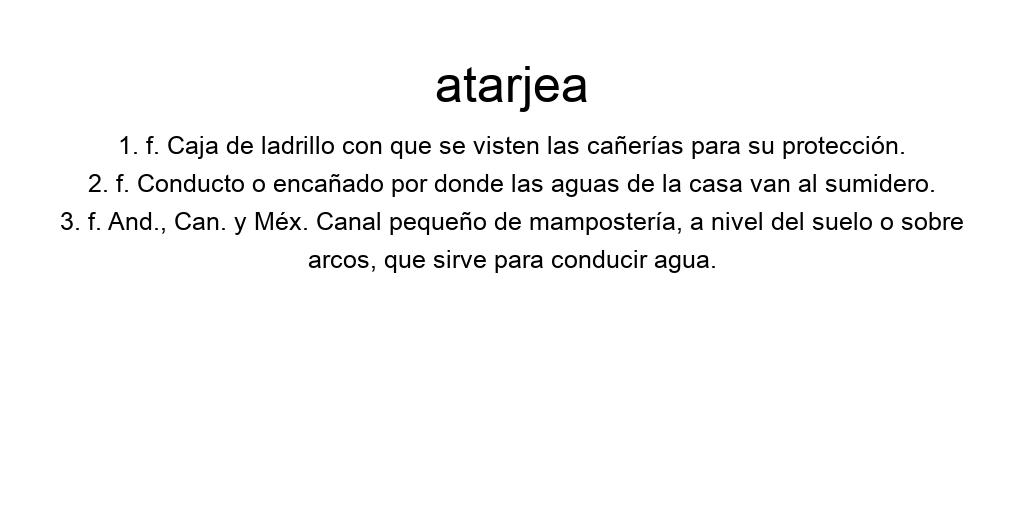 atarjea
1. f. Caja de ladrillo con que se visten las cañerías para su protección.
2. f. Conducto o encañado por donde las aguas de la casa van al sumidero.
3. f. And., Can. y Méx. Canal pequeño de mampostería, a nivel del suelo o sobre
arcos, que sirve para conducir agua.